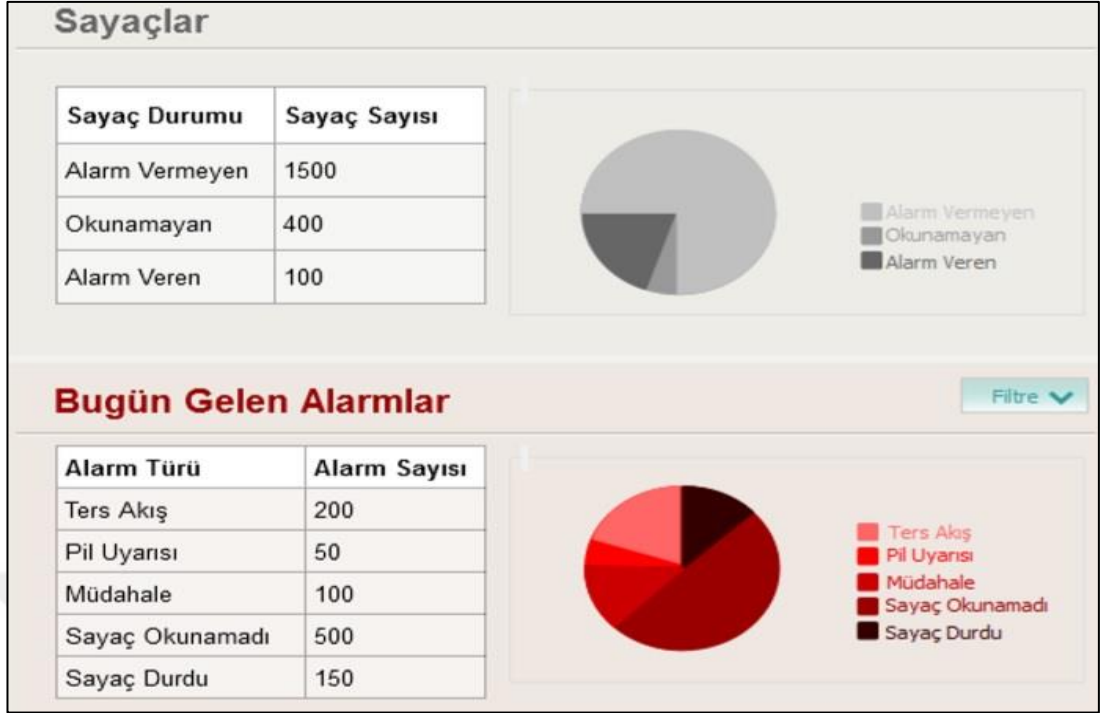 Sayaçlar
Sayaç Durumu Sayaç Sayısı
Alarm Vermeyen 1500
Okunamayan 400
Alarm Veren 100
Alarm Vermeyen
Okunamayan
Alarm Veren
Bugün Gelen Alarmlar
Filtre
Alarm Türü Alarm Sayısı
Ters Akış 200
Pil Uyarısı 50
Müdahale 100
Sayaç Okunamadı 500
Sayaç Durdu 150
Ters Akış
Pil Uyarısı
Müdahale
Sayaç Okunamadı
Sayaç Durdu